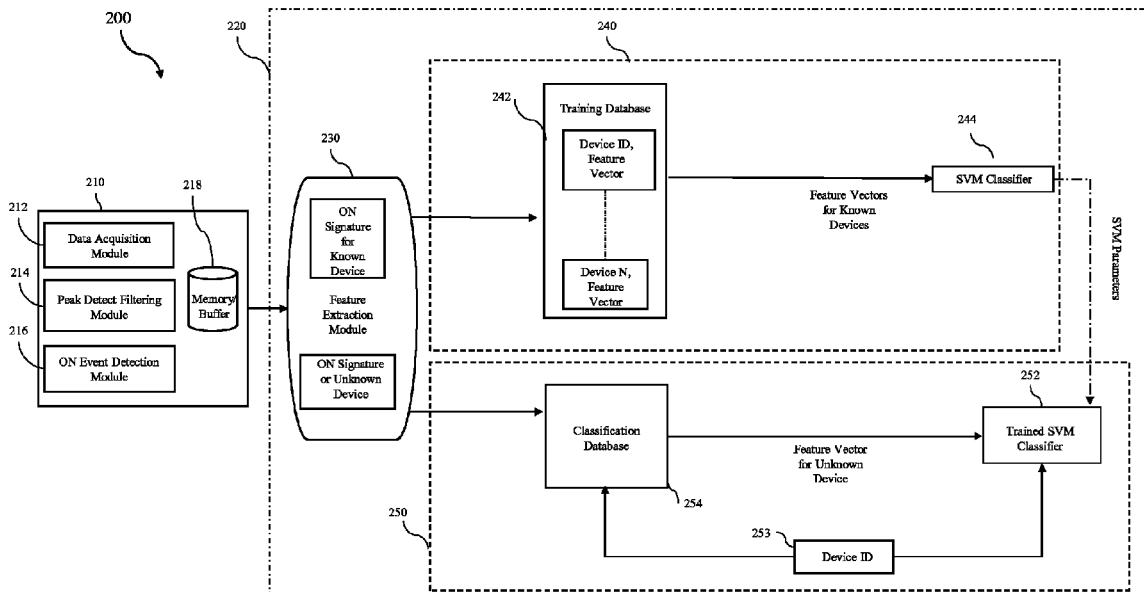 200
220
240
242
Training Database
Device ID,
Feature
Vector
Device N,
Feature
Vector
244
SVM Classifier
Feature Vectors
for Known
Devices
SVM Parameters
230
ON
Signature
for
Known
Device
Feature
Extraction
Module
ON Signature
or Unknown
Device
210
218
212
Data Acquisition
Module
214
Peak Detect Filtering
Module
216
ON Event Detection
Module
Memory/
Buffer
252
Trained SVM
Classifier
Classification
Database
Feature Vector
for Unknown
Device
254
250
253
Device ID